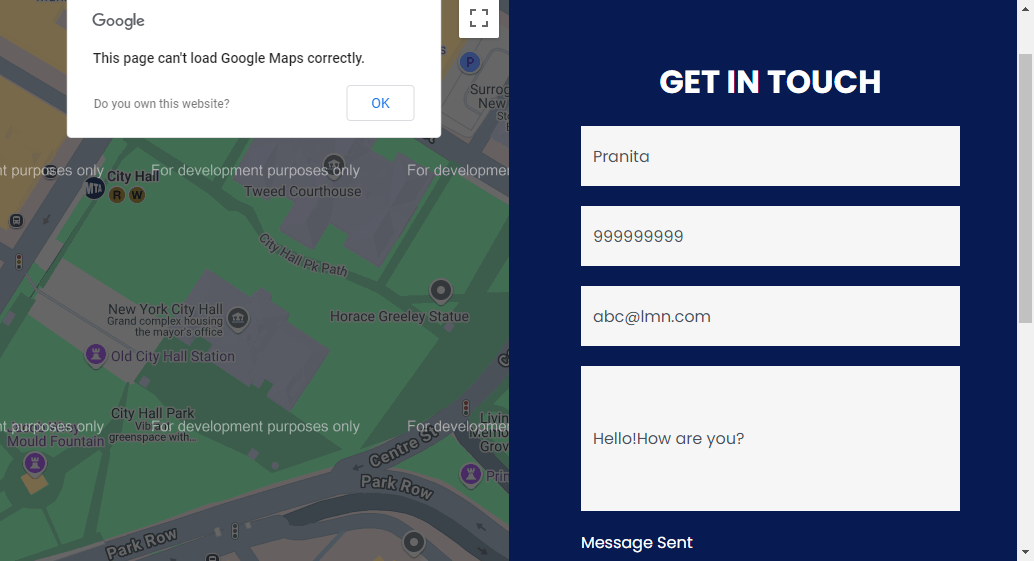 Google
This page can't load Google Maps correctly.
Do you own this website?
OK
P
Surrog
New
nt purposes only
For development purposes only
For developme
City Hall
MTA
R W
Tweed Courthouse
City Hall Pk Path
New York City Hall
Grand complex housing
the mayor's office
Horace Greeley Statue
Old City Hall Station
City Hall Park
Vib
greenspace with...
nt purposes only
For development purposes only
For developme
Mould Fountain
Centre St
Livin
Memo
Grov
Prin
Park Row
Park Row
GET IN TOUCH
Pranita
999999999
abc@lmn.com
Hello!How are you?
Message Sent